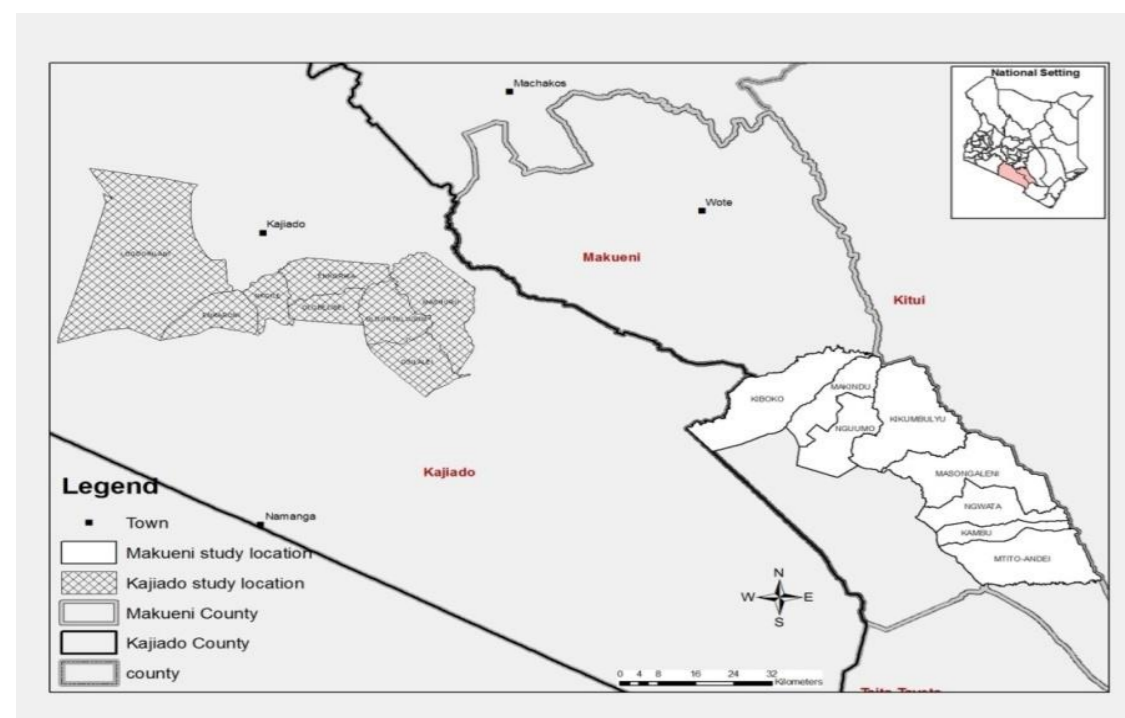 National Setting
Machakos
Wote
Kajiado
Makueni
Kitui
KIBOKO
MAKINDU
NGUUMO
KIKUMBULYU
MASONGALENI
NGWATA
KAMBU
MTITO-ANDEI
Kajiado
Namanga
Legend
Town
Makueni study location
Kajiado study location
Makueni County
Kajiado County
county
N
W E
S
0 4 8 16 24 32
Kilometers
Taita Taveta